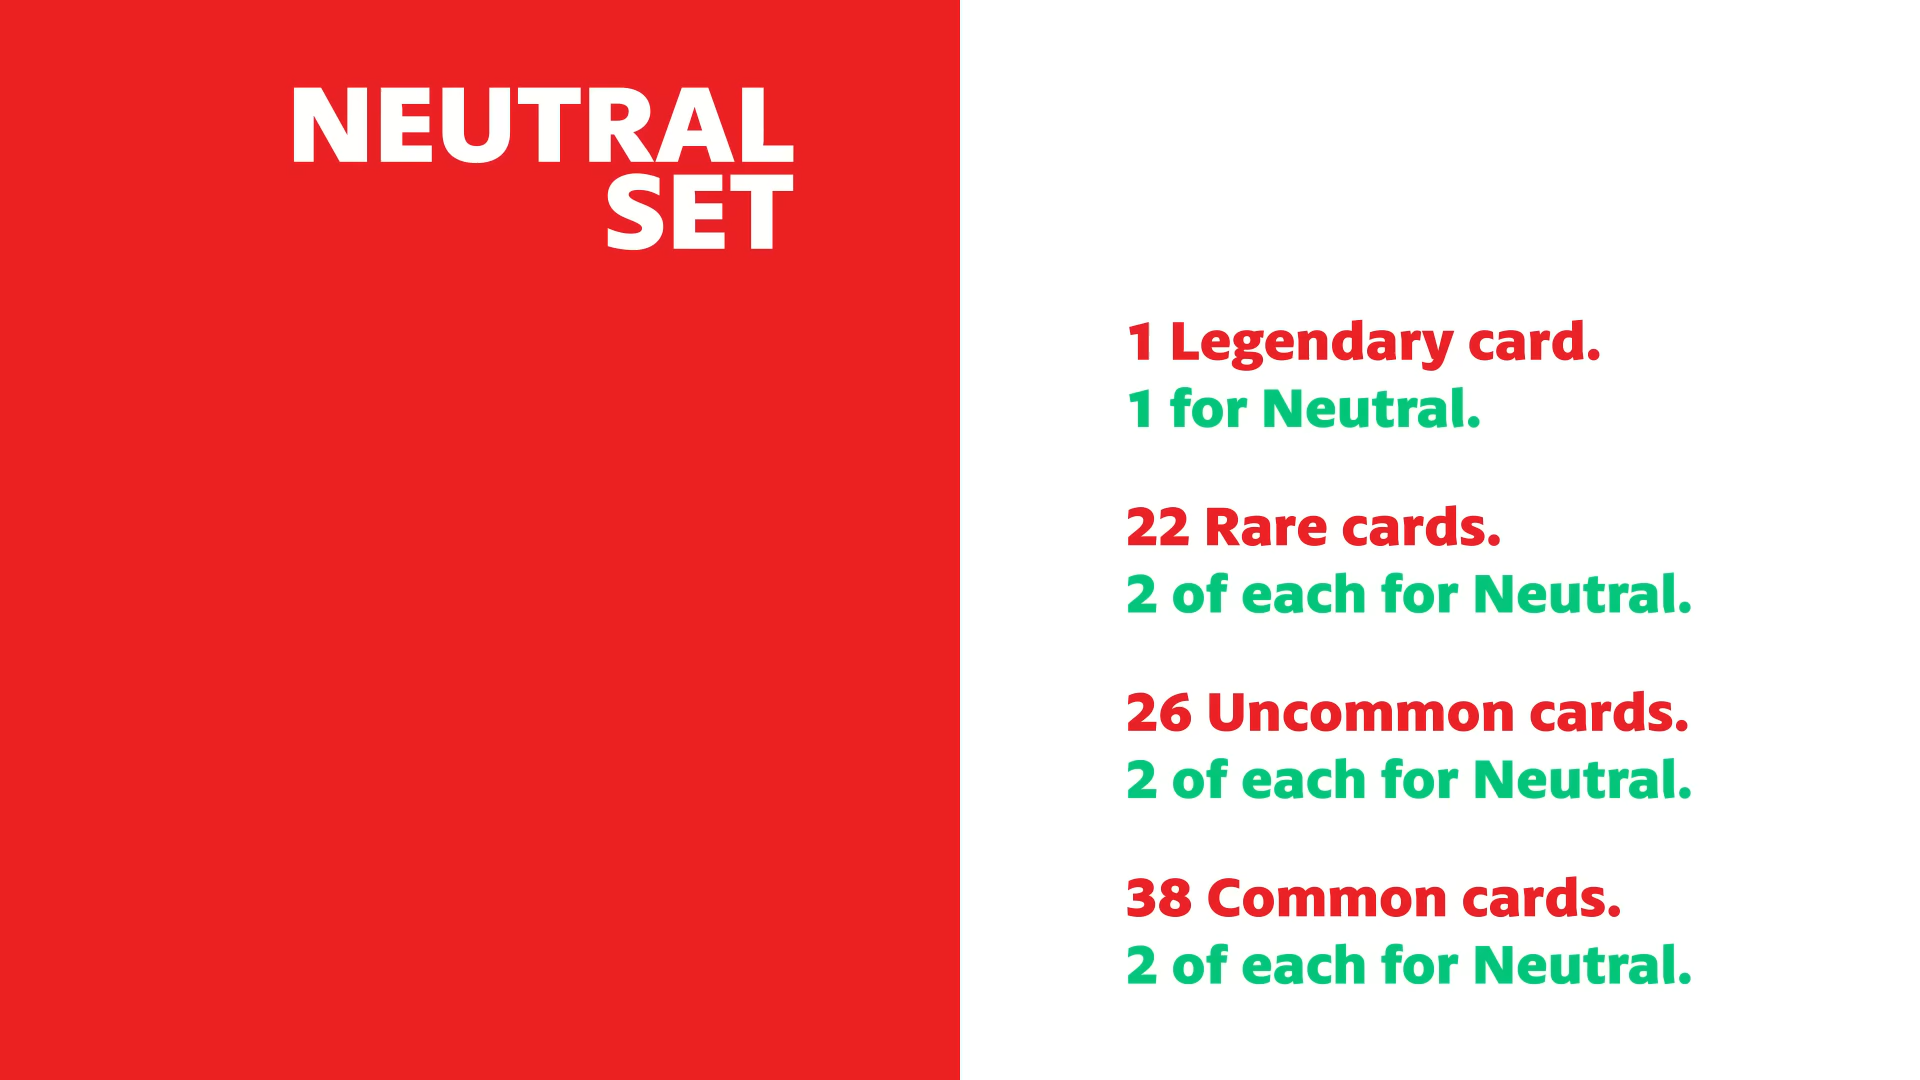 NEUTRAL
SET
1 Legendary card.
1 for Neutral.
22 Rare cards.
2 of each for Neutral.
26 Uncommon cards.
2 of each for Neutral.
38 Common cards.
2 of each for Neutral.